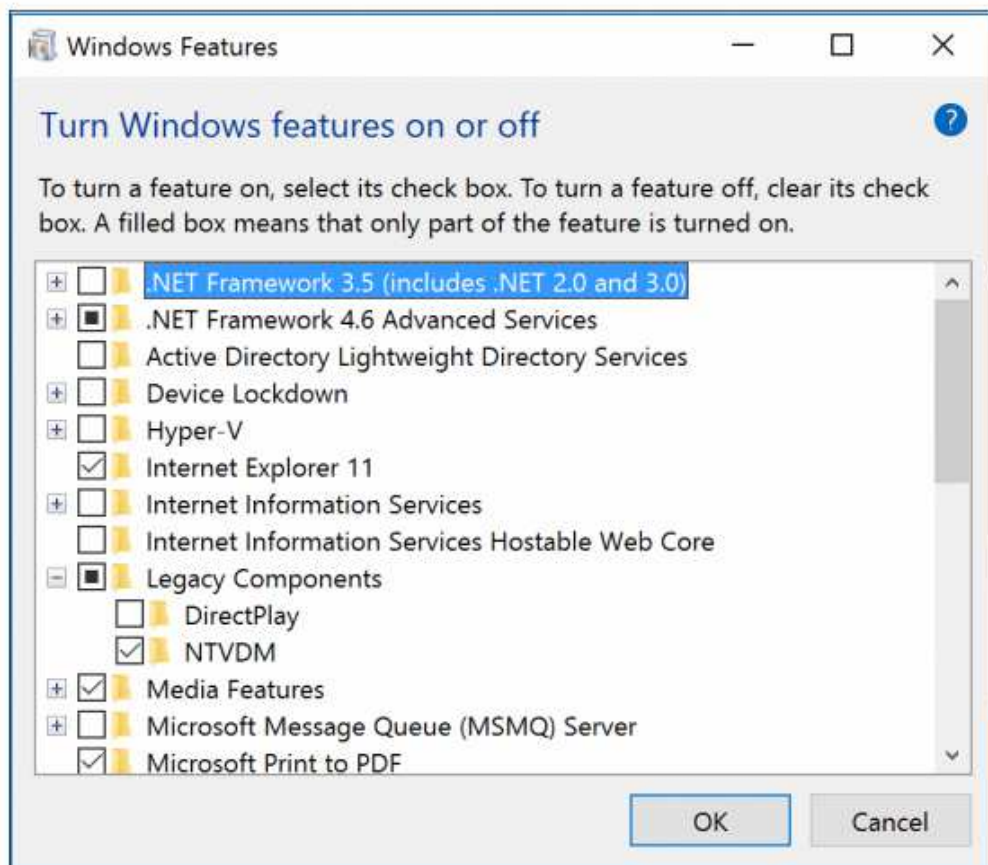 Windows Features
Turn Windows features on or off
?
To turn a feature on, select its check box. To turn a feature off, clear its check
box. A filled box means that only part of the feature is turned on.
.NET Framework 3.5 (includes .NET 2.0 and 3.0)
.NET Framework 4.6 Advanced Services
Active Directory Lightweight Directory Services
Device Lockdown
Hyper-V
Internet Explorer 11
Internet Information Services
Internet Information Services Hostable Web Core
Legacy Components
DirectPlay
NTVDM
Media Features
Microsoft Message Queue (MSMQ) Server
Microsoft Print to PDF
OK Cancel